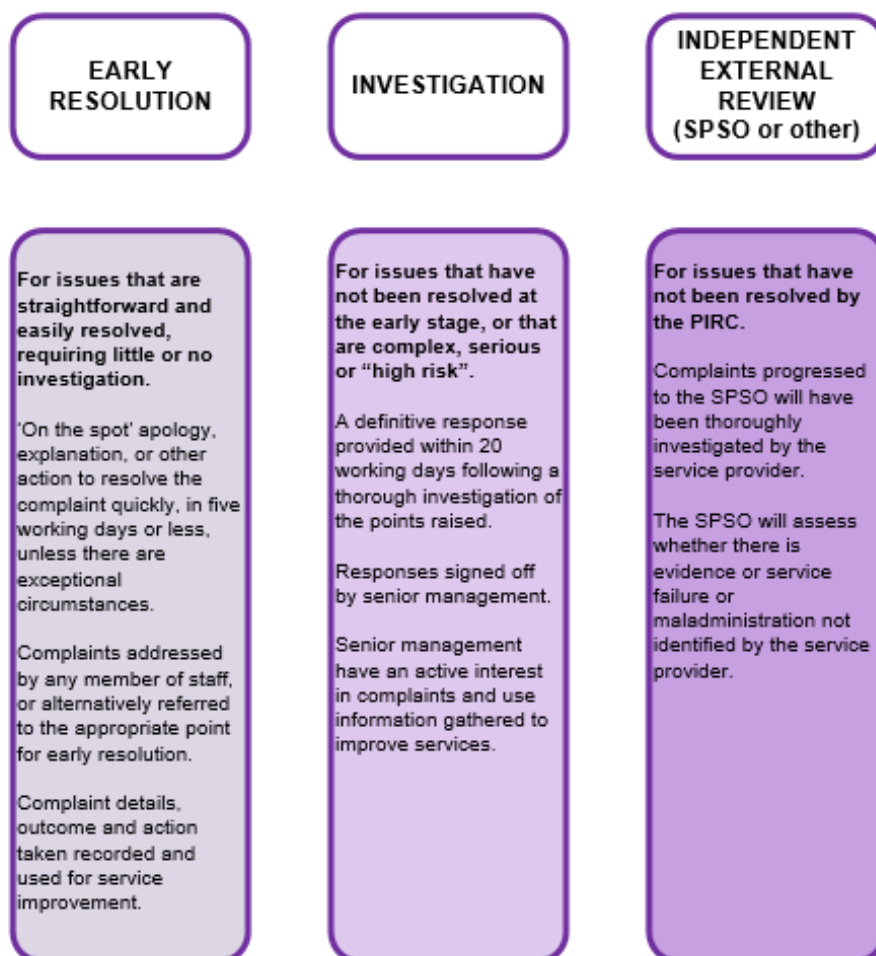 EARLY
RESOLUTION
INVESTIGATION
INDEPENDENT
EXTERNAL
REVIEW
(SPSO or other)
For issues that are
straightforward and
easily resolved,
requiring little or no
investigation.
'On the spot' apology,
explanation, or other
action to resolve the
complaint quickly, in five
working days or less,
unless there are
exceptional
circumstances.
Complaints addressed
by any member of staff,
or alternatively referred
to the appropriate point
for early resolution.
Complaint details,
outcome and action
taken recorded and
used for service
improvement.
For issues that have
not been resolved at
the early stage, or that
are complex, serious
or “high risk”.
A definitive response
provided within 20
working days following a
thorough investigation of
the points raised.
Responses signed off
by senior management.
Senior management
have an active interest
in complaints and use
information gathered to
improve services.
For issues that have
not been resolved by
the PIRC.
Complaints progressed
to the SPSO will have
been thoroughly
investigated by the
service provider.
The SPSO will assess
whether there is
evidence or service
failure or
maladministration not
identified by the service
provider.